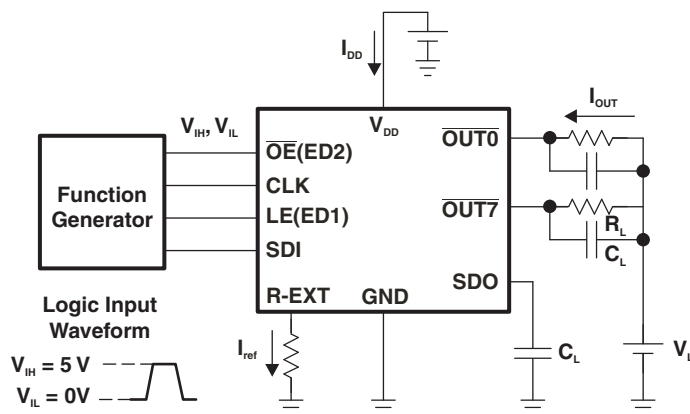 I_DD
I_OUT
V_IH, V_IL
V_DD
OUT0
OE(ED2)
Function
Generator
CLK
LE(ED1)
OUT7
R_L
SDI
C_L
SDO
R-EXT
GND
Logic Input
Waveform
I_ref
C_L
V_L
V_IH = 5 V
V_IL = 0V